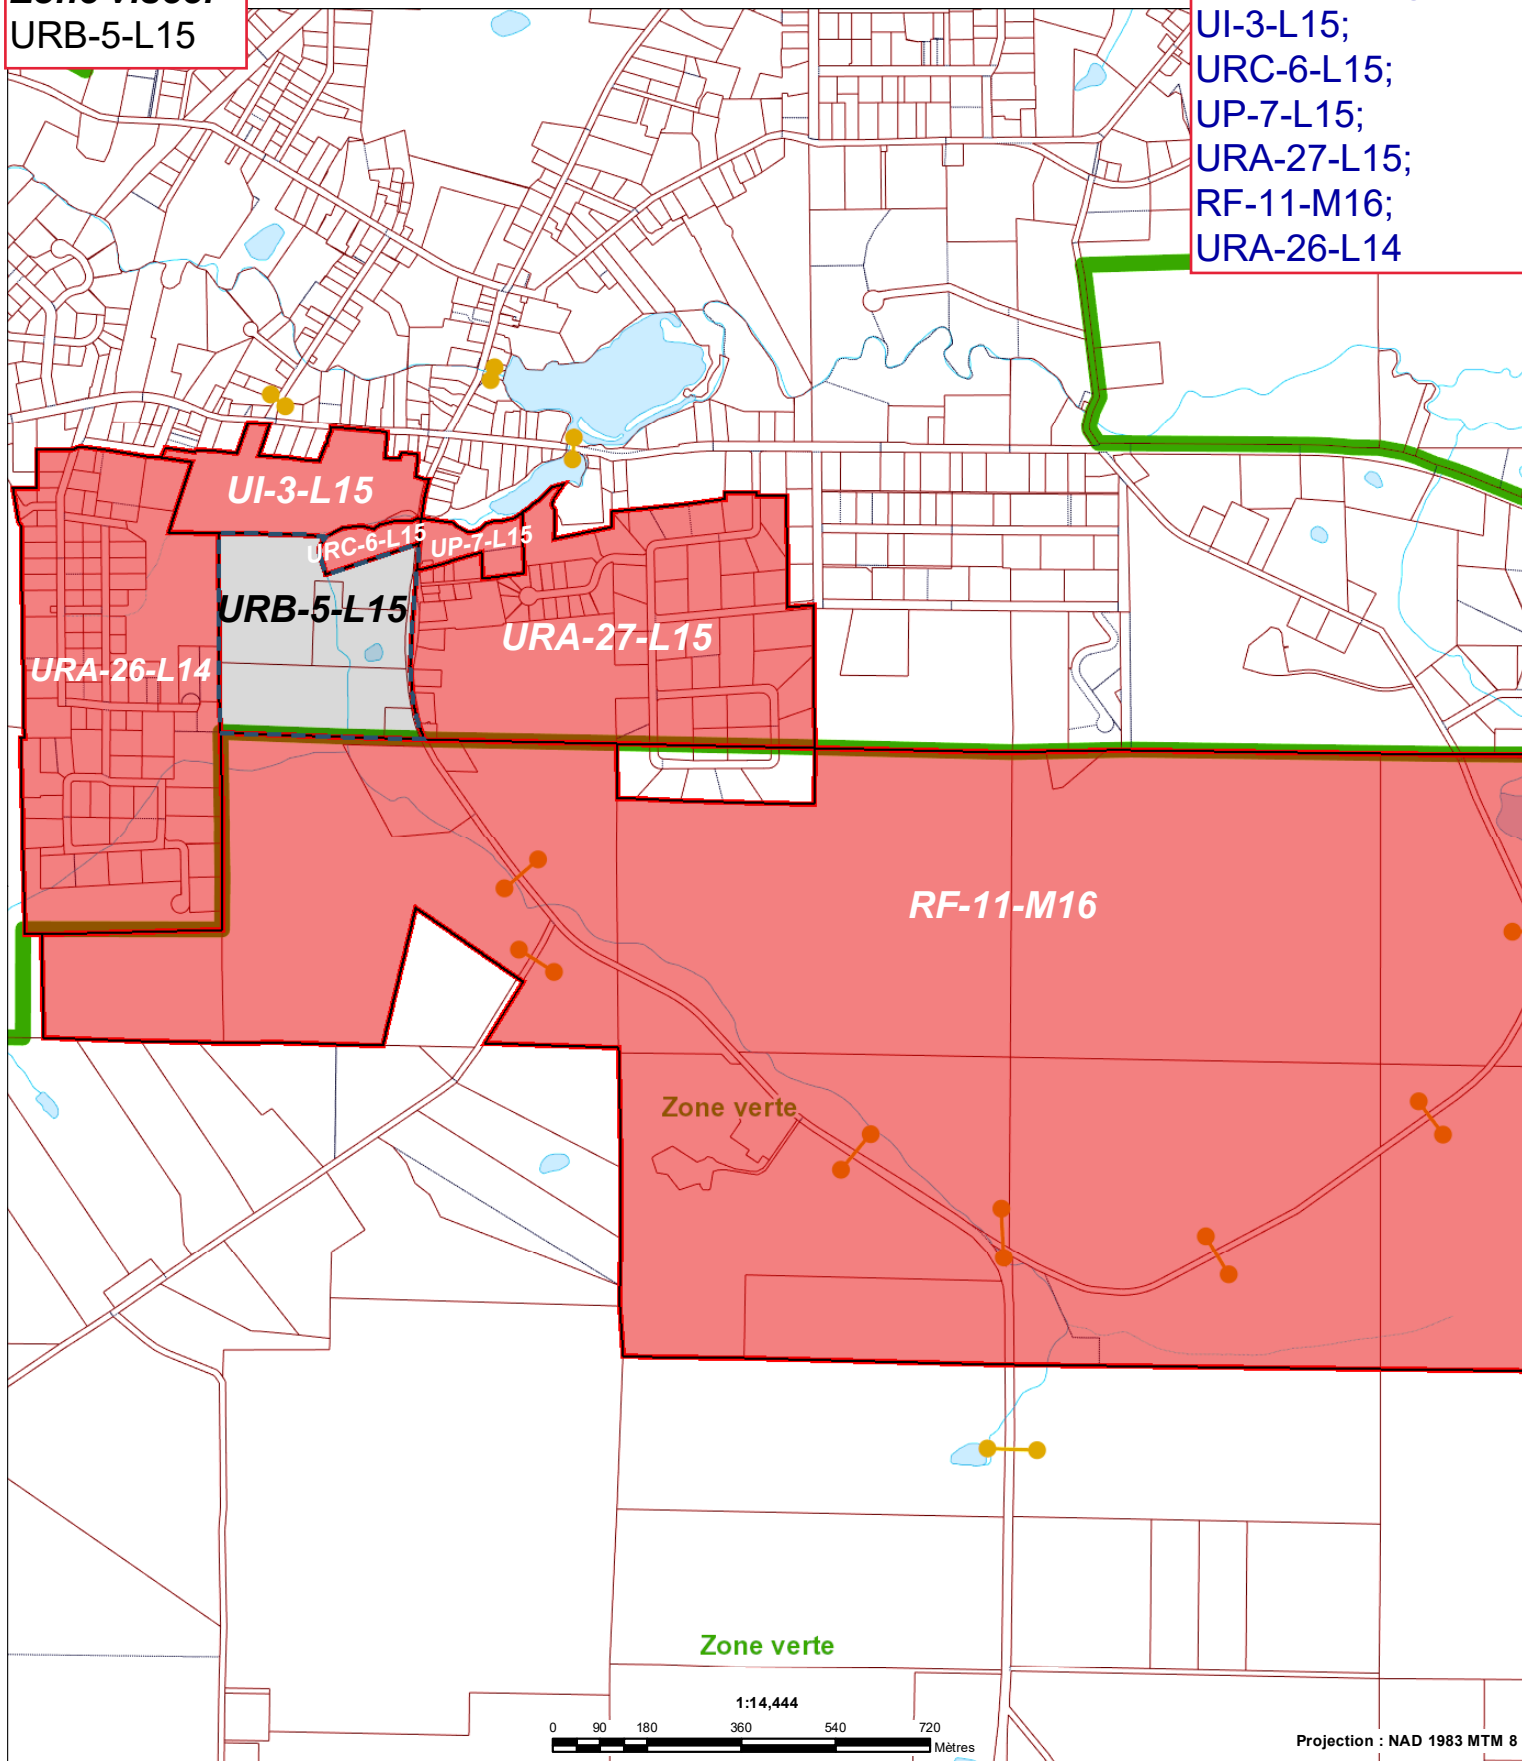 URB-5-L15
UI-3-L15;
URC-6-L15;
UP-7-L15;
URA-27-L15;
RF-11-M16;
URA-26-L14
UI-3-L15
URC-6-L15
UP-7-L15
URB-5-L15
URA-27-L15
URA-26-L14
RF-11-M16
Zone verte
Zone verte
1:14,444
0 90 180 360 540 720
Mètres
Projection : NAD 1983 MTM 8